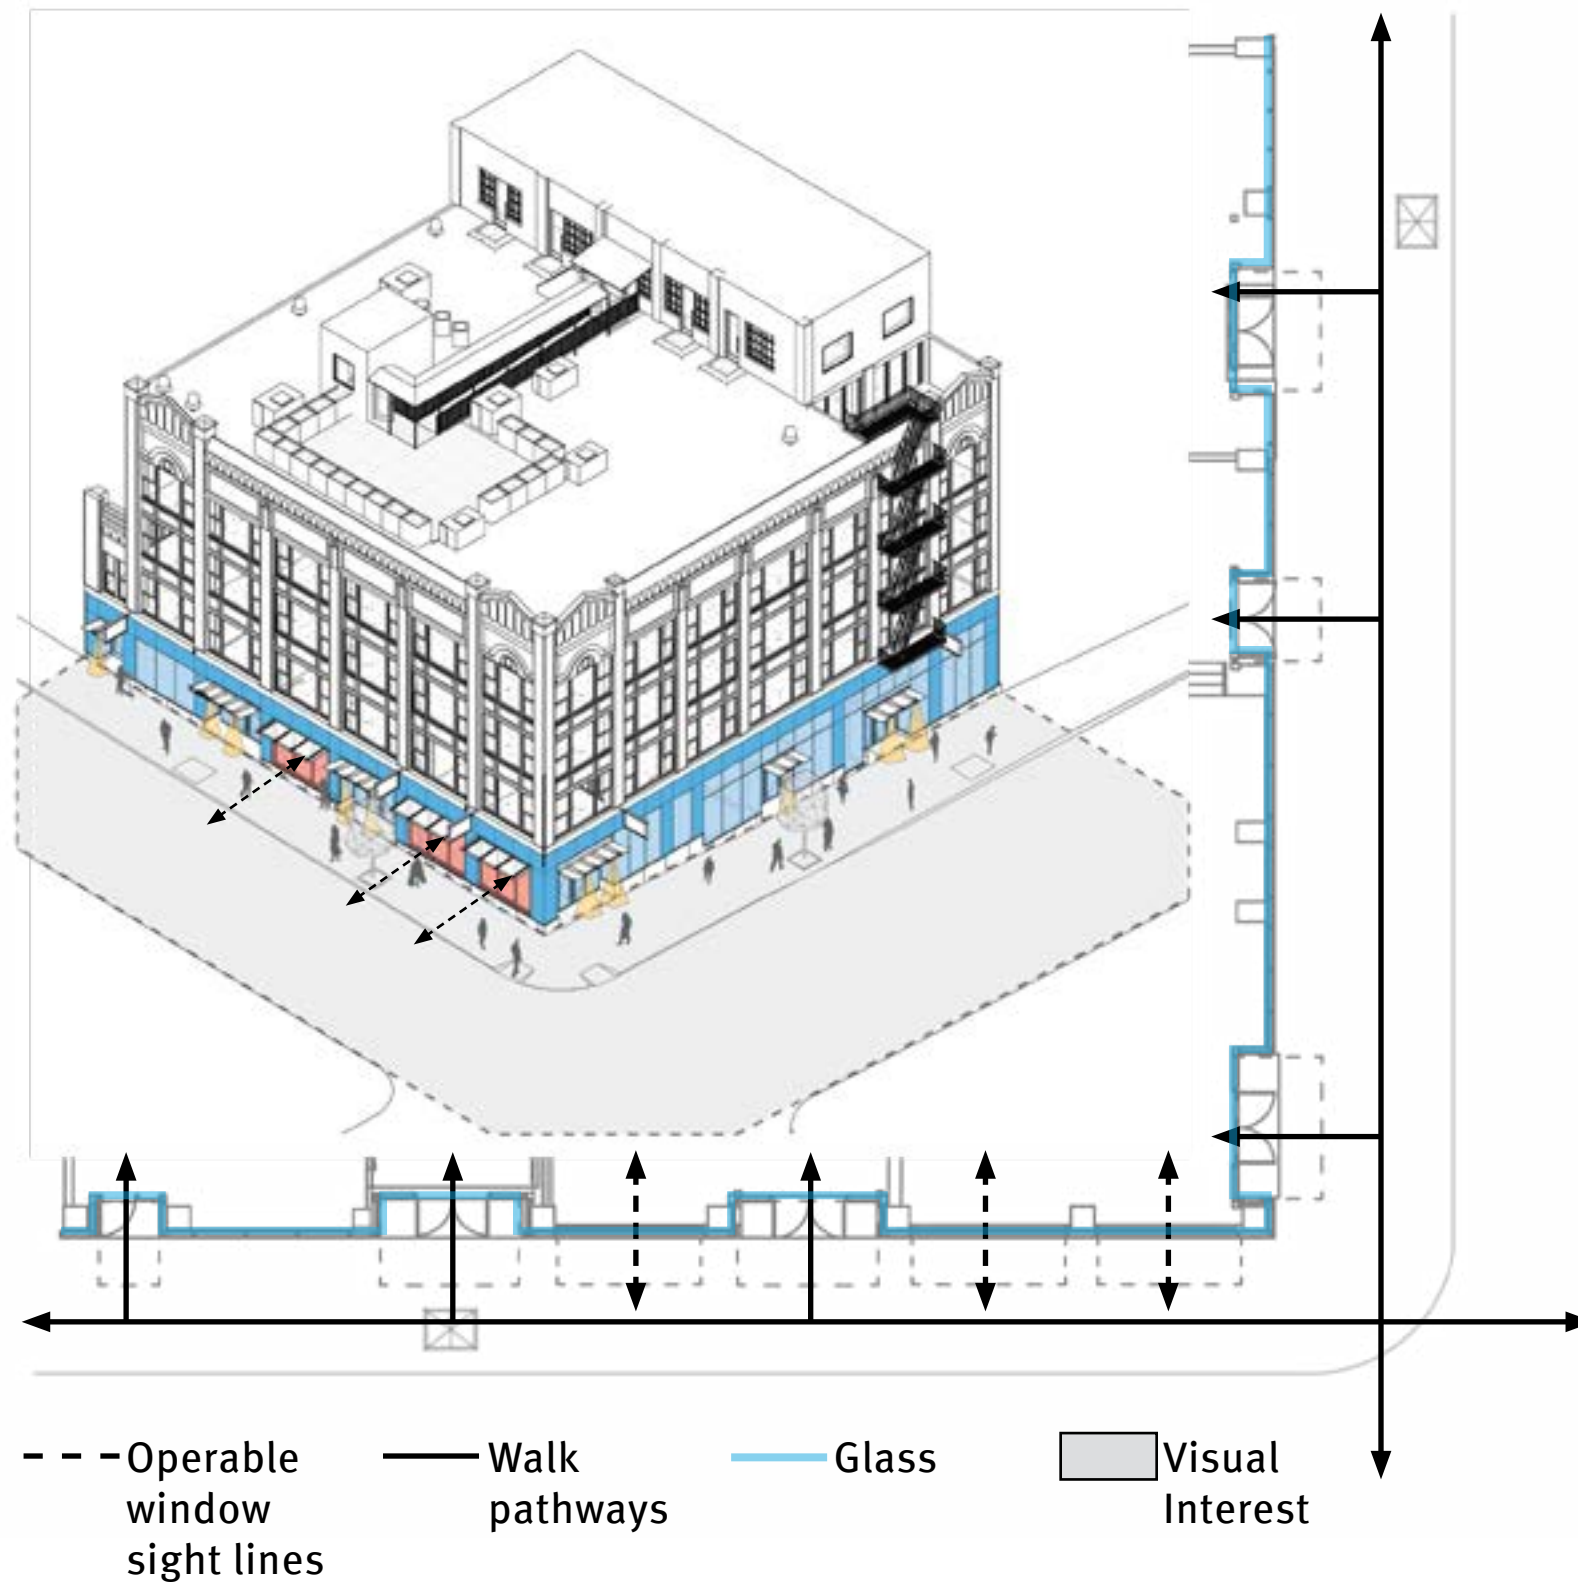 Operable
window
sight lines
Walk
pathways
Glass
Visual
Interest